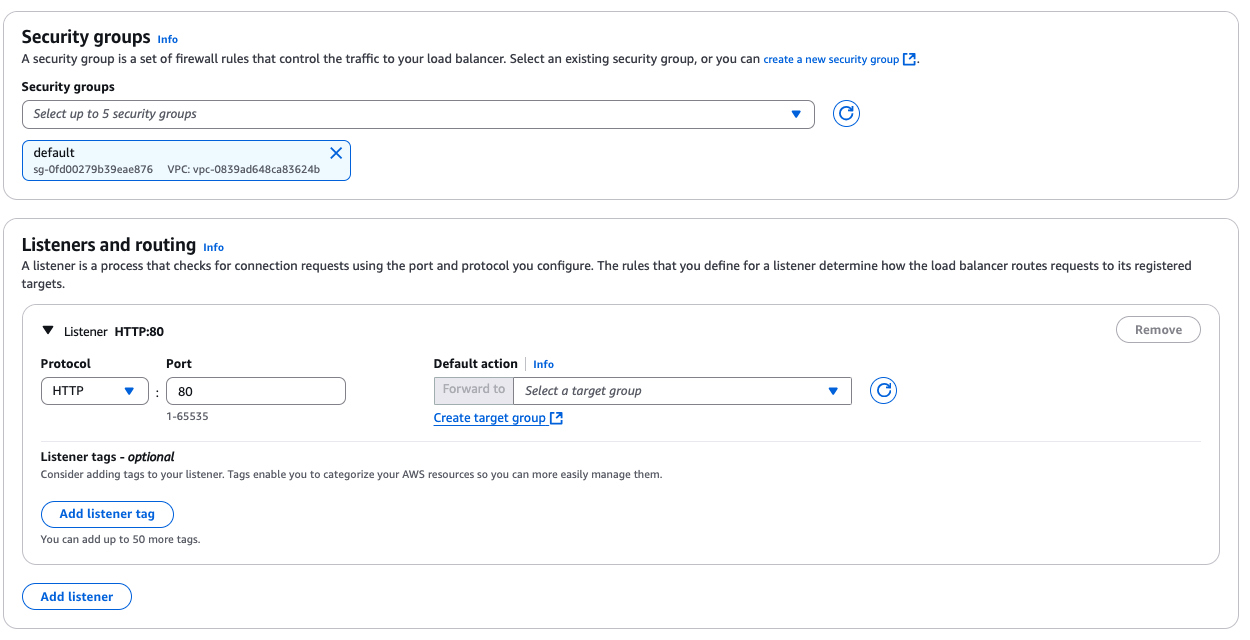 Security groups Info
A security group is a set of firewall rules that control the traffic to your load balancer. Select an existing security group, or you can create a new security group.
Security groups
Select up to 5 security groups
default
sg-0fd00279b39eae876 VPC: vpc-0839ad648ca83624b
Listeners and routing Info
A listener is a process that checks for connection requests using the port and protocol you configure. The rules that you define for a listener determine how the load balancer routes requests to its registered
targets.
Listener HTTP:80
Remove
Protocol Port Default action Info
HTTP : 80 Forward to Select a target group
1-65535
Create target group
Listener tags - optional
Consider adding tags to your listener. Tags enable you to categorize your AWS resources so you can more easily manage them.
Add listener tag
You can add up to 50 more tags.
Add listener